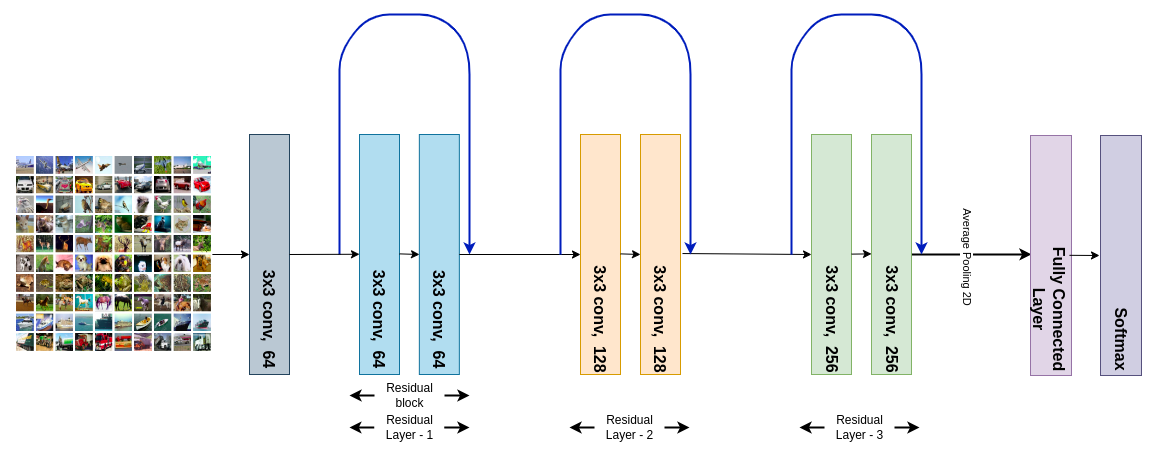 3x3 conv, 64
3x3 conv, 64
3x3 conv, 64
3x3 conv, 128
3x3 conv, 128
3x3 conv, 256
3x3 conv, 256
Average Pooling 2D
Fully Connected
Layer
Softmax
Residual
block
Residual
Layer - 1
Residual
Layer - 2
Residual
Layer - 3